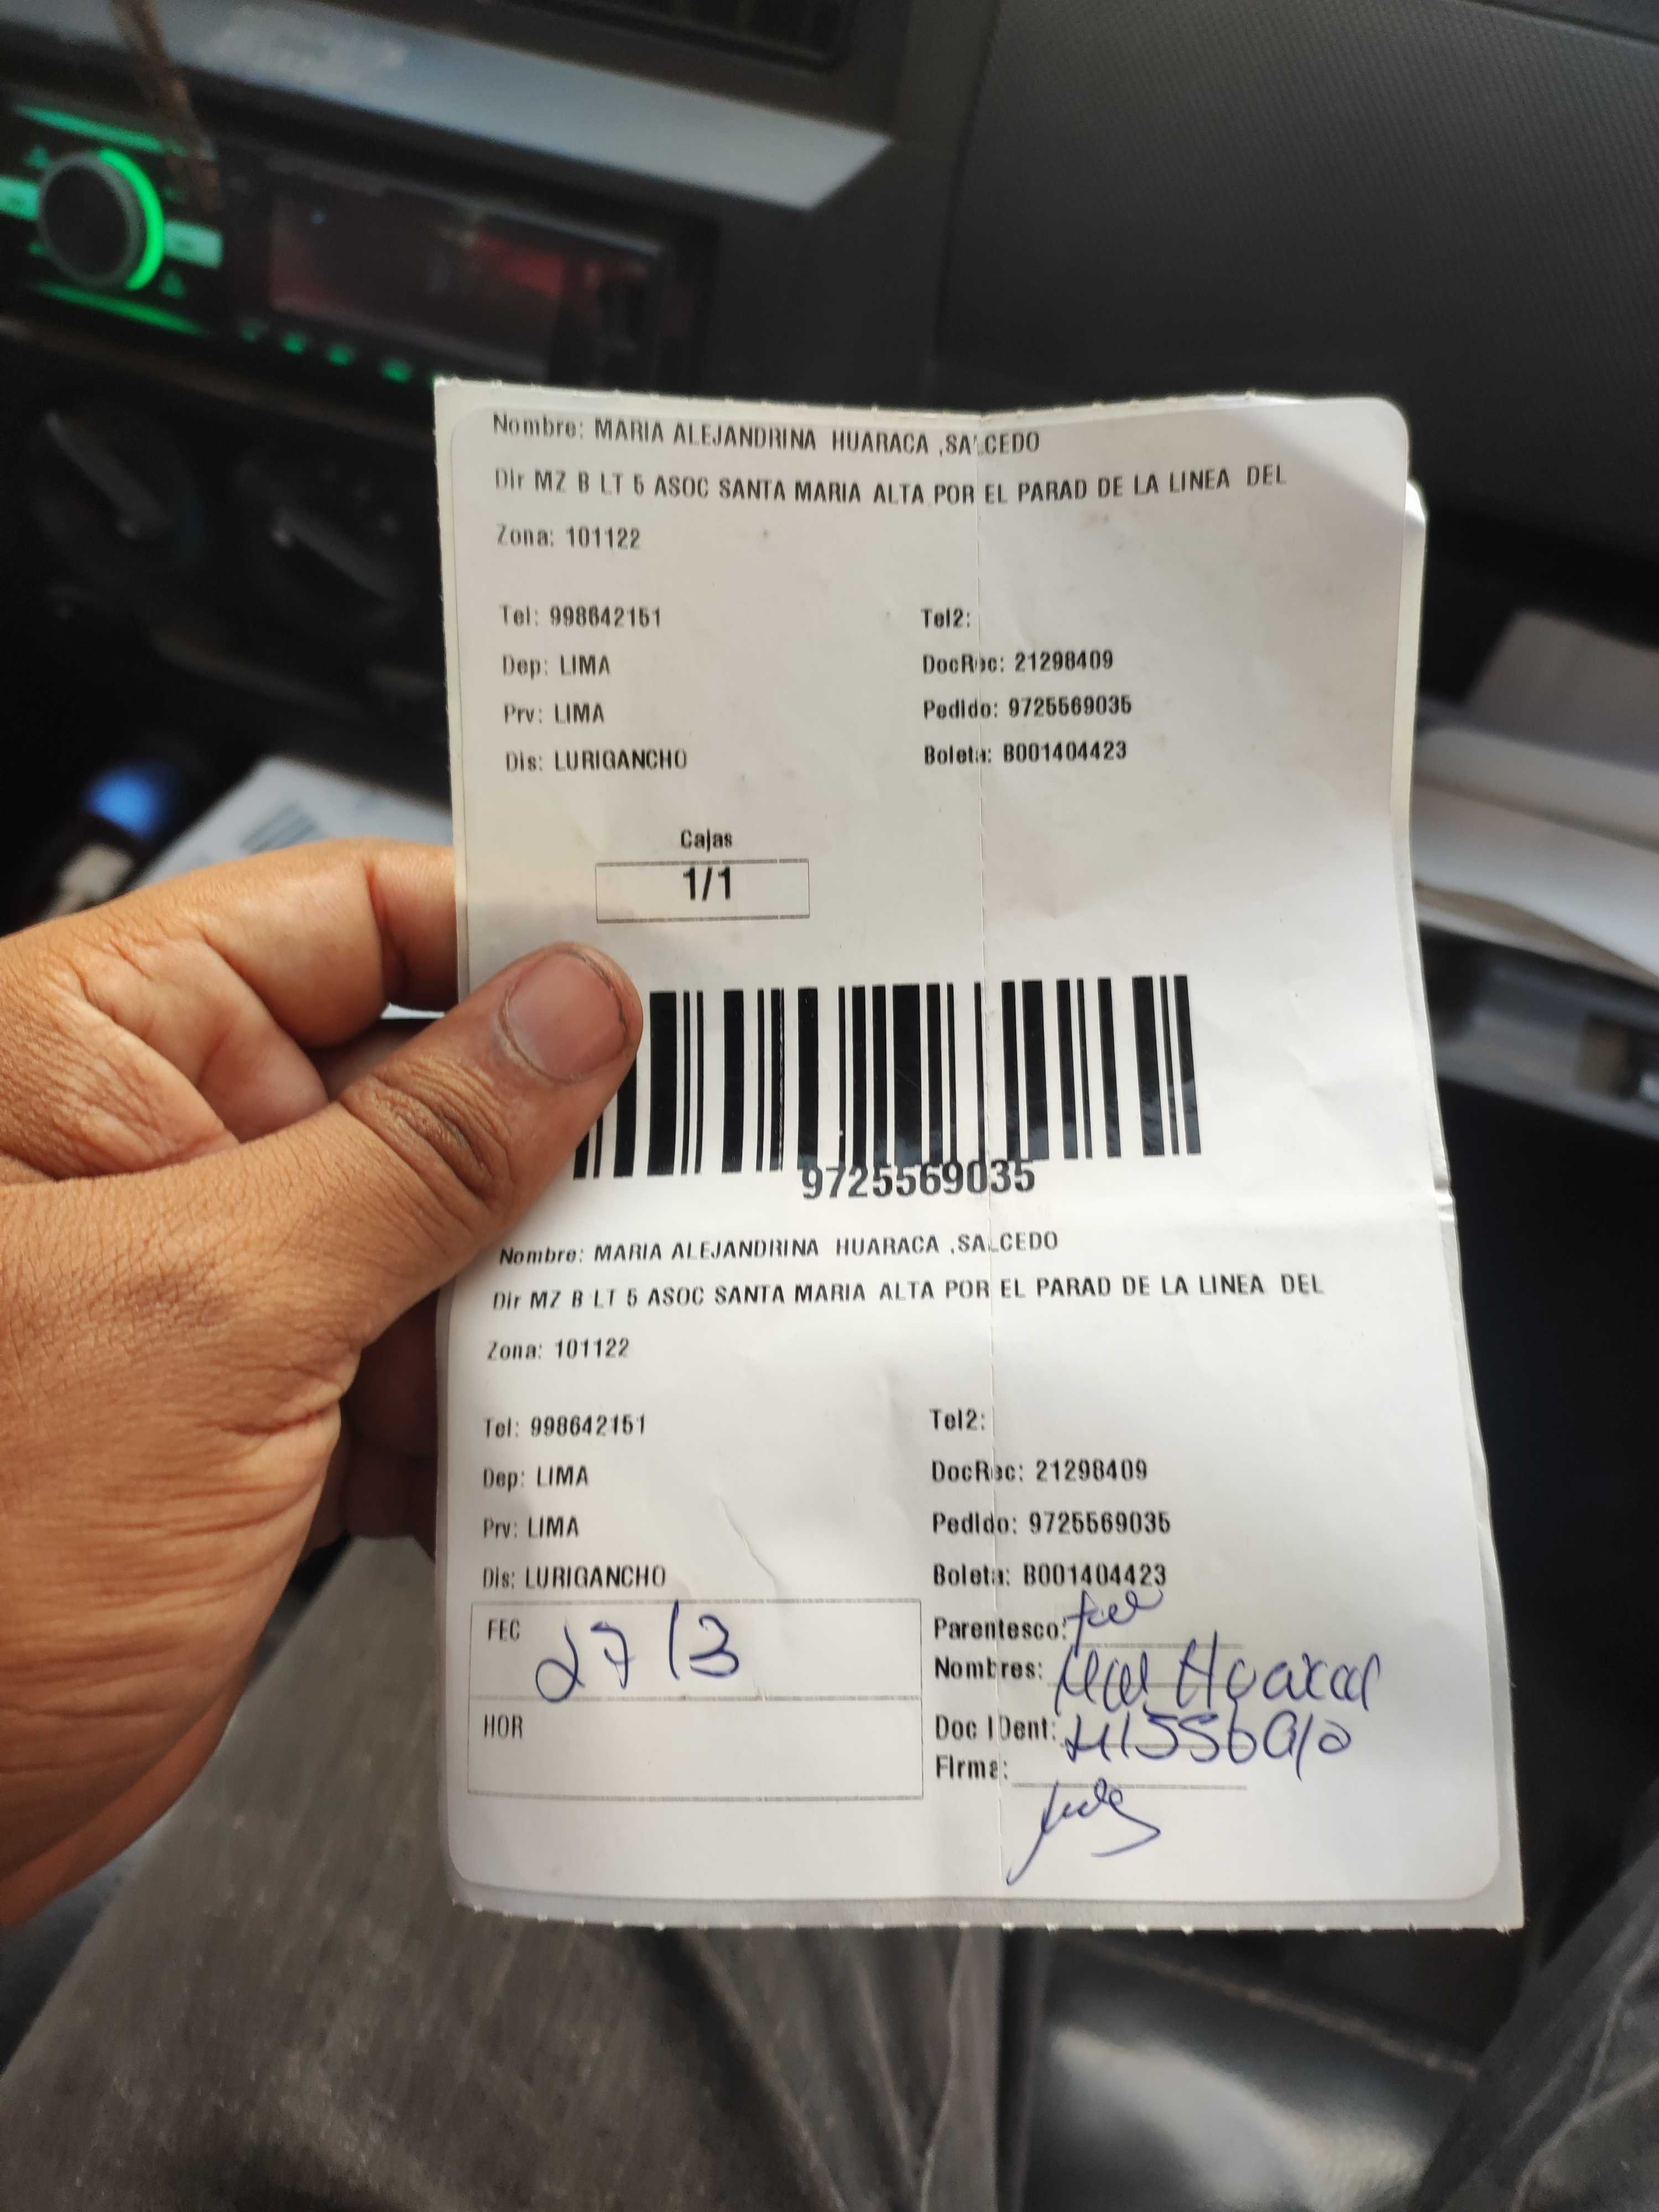 Nombre: MARIA ALEJANDRINA HUARACA ,SALCEDO
Dir MZ B LT 5 ASOC SANTA MARIA ALTA POR EL PARAD DE LA LINEA DEL
Zona: 101122
Tel: 998642151 Tel2:
Dep: LIMA DocRec: 21298409
Prv: LIMA Pedido: 9725569035
Dis: LURIGANCHO Boleta: B001404423
Cajas
1/1
9725569035
Nombre: MARIA ALEJANDRINA HUARACA ,SALCEDO
Dir MZ B LT 5 ASOC SANTA MARIA ALTA POR EL PARAD DE LA LINEA DEL
Zona: 101122
Tel: 998642151 Tel2:
Dep: LIMA DocRec: 21298409
Prv: LIMA Pedido: 9725569035
Dis: LURIGANCHO Boleta: B001404423
FEC 27/3
Parentesco:
Nombres:
HOR
Doc IDent:
Firma: